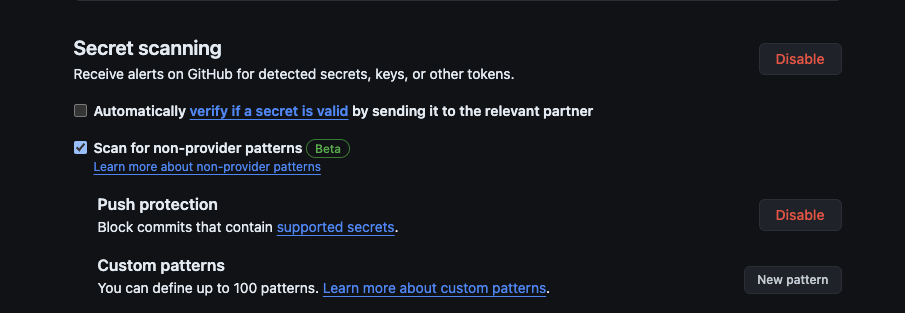 Secret scanning
Receive alerts on GitHub for detected secrets, keys, or other tokens.
Disable
Automatically verify if a secret is valid by sending it to the relevant partner
Scan for non-provider patterns Beta
Learn more about non-provider patterns
Push protection
Block commits that contain supported secrets.
Disable
Custom patterns
You can define up to 100 patterns. Learn more about custom patterns.
New pattern